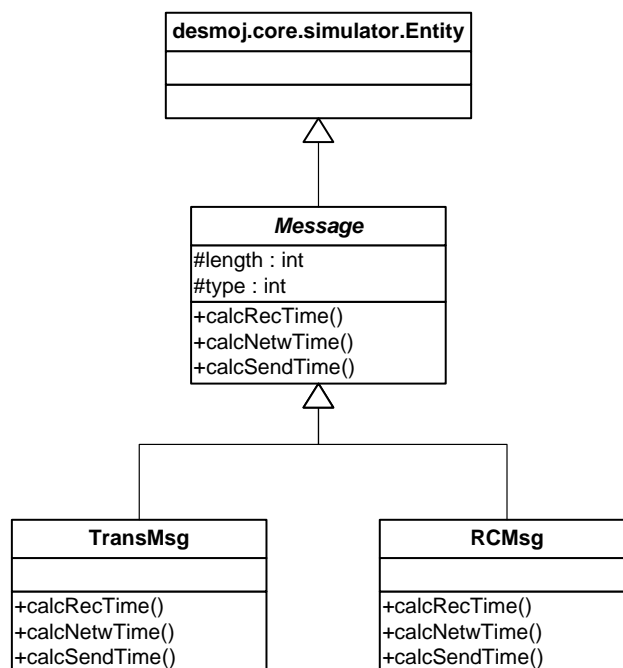 desmoj.core.simulator.Entity
Message
#length : int
#type : int
+calcRecTime()
+calcNetwTime()
+calcSendTime()
TransMsg
+calcRecTime()
+calcNetwTime()
+calcSendTime()
RCMsg
+calcRecTime()
+calcNetwTime()
+calcSendTime()